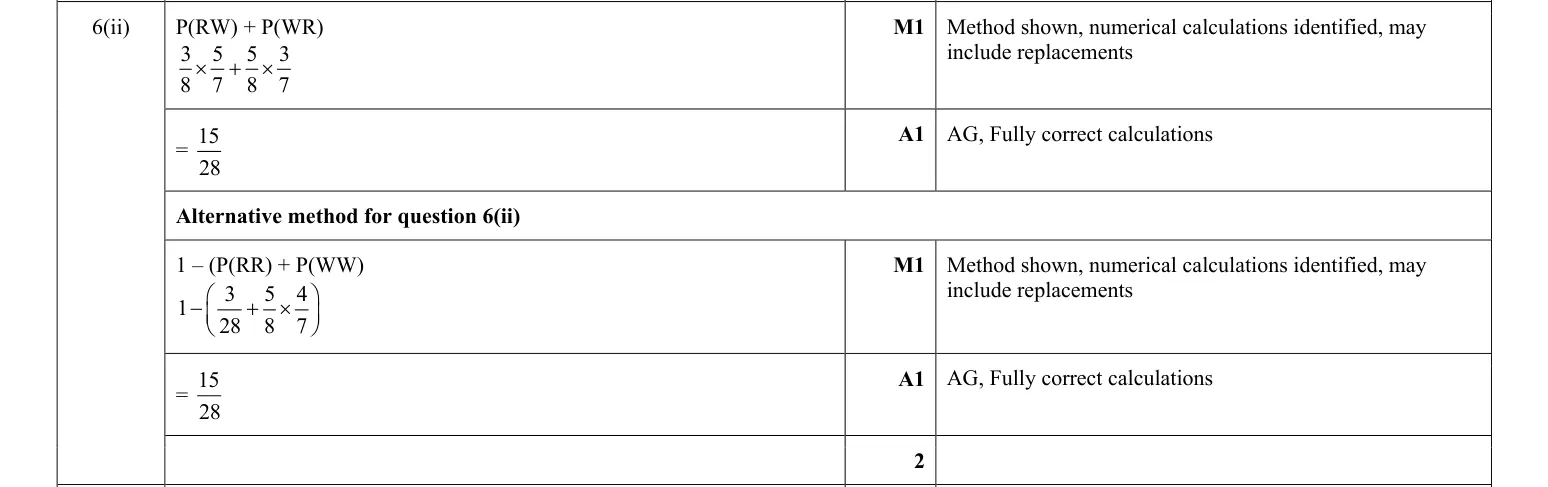 6(ii) P(RW) + P(WR) M1 Method shown, numerical calculations identified, may
include replacements
3/8 × 5/7 + 5/8 × 3/7
= 15/28 A1 AG, Fully correct calculations
Alternative method for question 6(ii)
1 – (P(RR) + P(WW) M1 Method shown, numerical calculations identified, may
include replacements
1 − (3/28 + 5/8 × 4/7)
= 15/28 A1 AG, Fully correct calculations
2